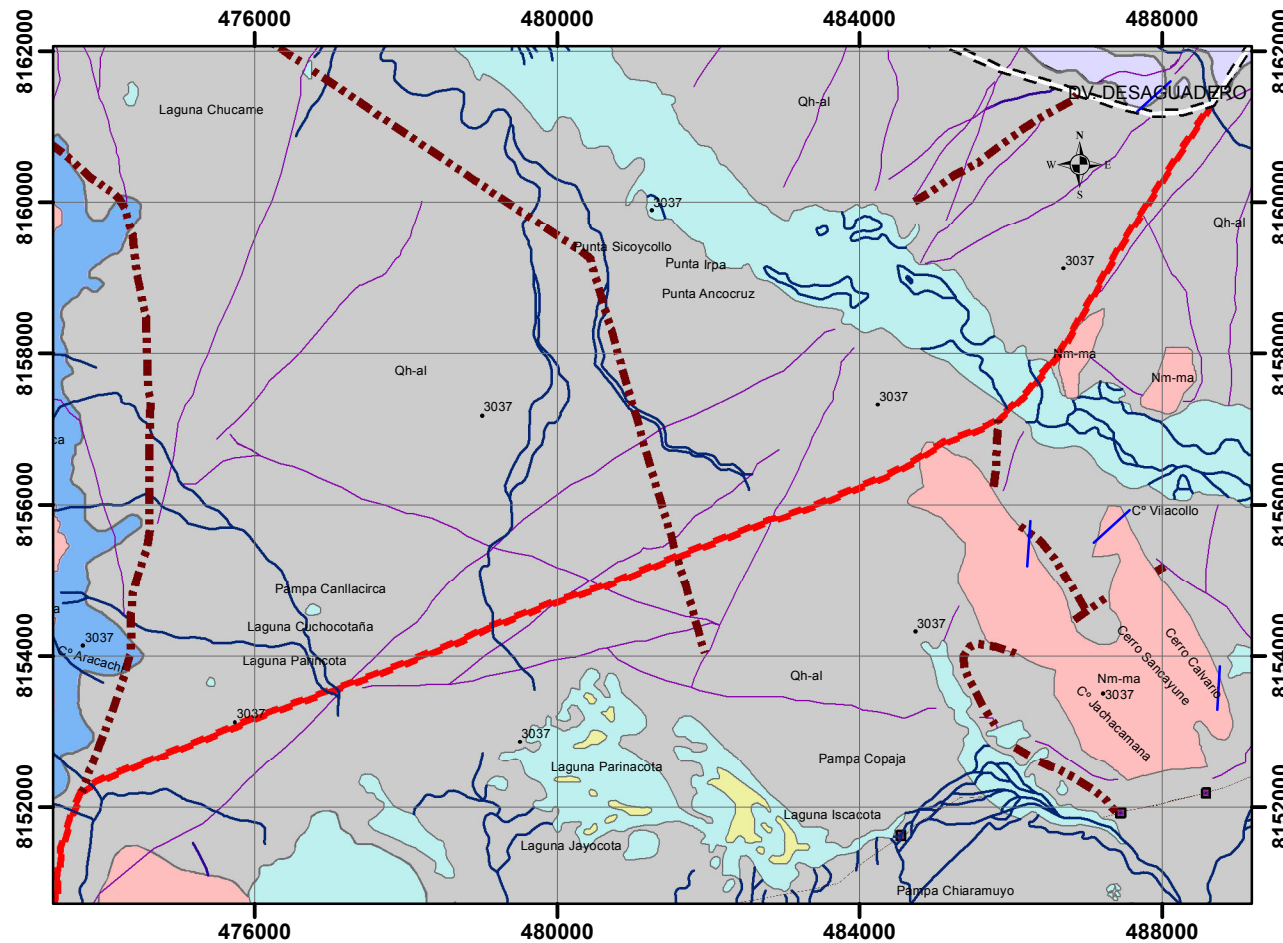 476000
480000
484000
488000
8162000
8162000
DV. DESAGUADERO
Laguna Chucame
Qh-al
N
W
E
S
8160000
8160000
3037
Qh-al
Punta Sicoycollo
Punta Irpa
3037
Punta Ancocruz
8158000
8158000
Nm-ma
Qh-al
Nm-ma
3037
3037
ca
8156000
8156000
Cº Vilacollo
Pampa Canllacirca
a
Laguna Cuchocotaña
3037
3037
Cº Aracach
Laguna Parincota
8154000
8154000
Cerro Sancayune
Cerro Calvario
Qh-al
Nm-ma
3037
Cº Jachacamana
3037
3037
Pampa Copaja
Laguna Parinacota
8152000
8152000
Laguna Iscacota
Laguna Jayocota
Pampa Chiaramuyo
476000
480000
484000
488000